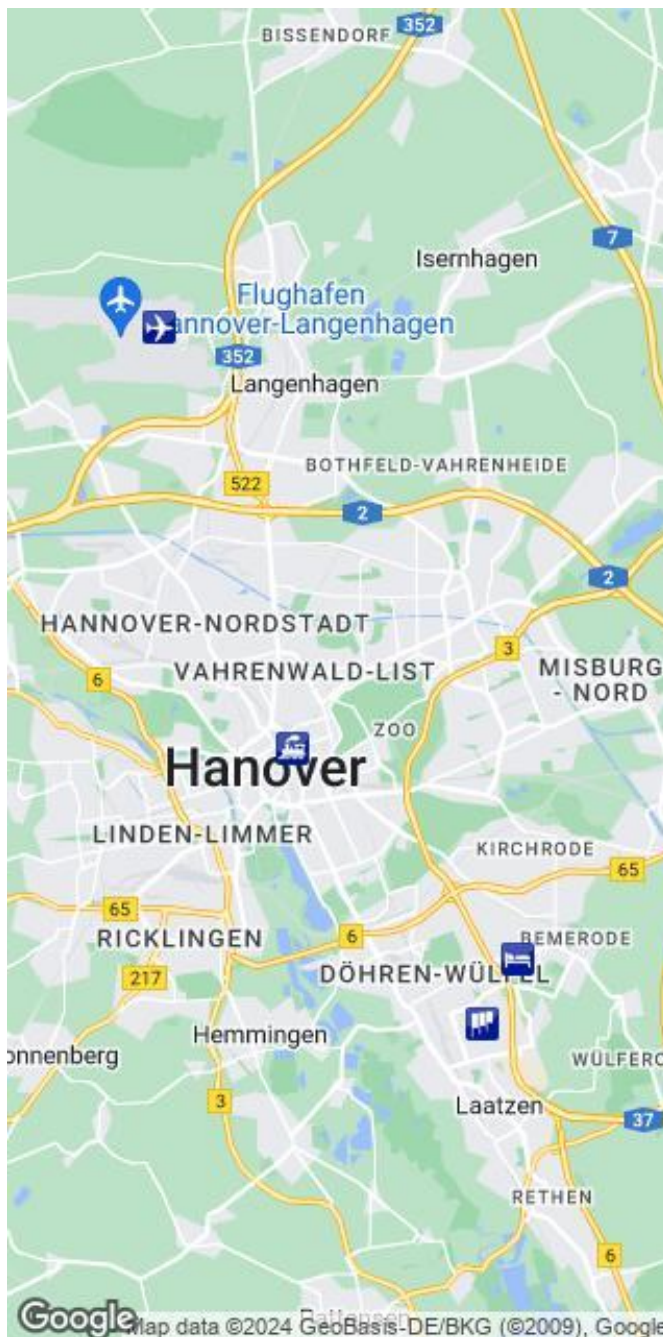 352
BISSENDORF
7
Isernhagen
Flughafen
annover-Langenhagen
352
Langenhagen
BOTHFELD-VAHRENHEIDE
522
2
2
HANNOVER-NORDSTADT
3
VAHRENWALD-LIST
MISBURG
- NORD
6
ZOO
Hanover
LINDEN-LIMMER
KIRCHRODE
65
65
6
RICKLINGEN
BEMERODE
217
DÖHREN-WÜLFEL
Hemmingen
onnenberg
WÜLFERO
3
Laatzen
37
RETHEN
6
Google
Map data ©2024 GeoBasis-DE/BKG (©2009), Google